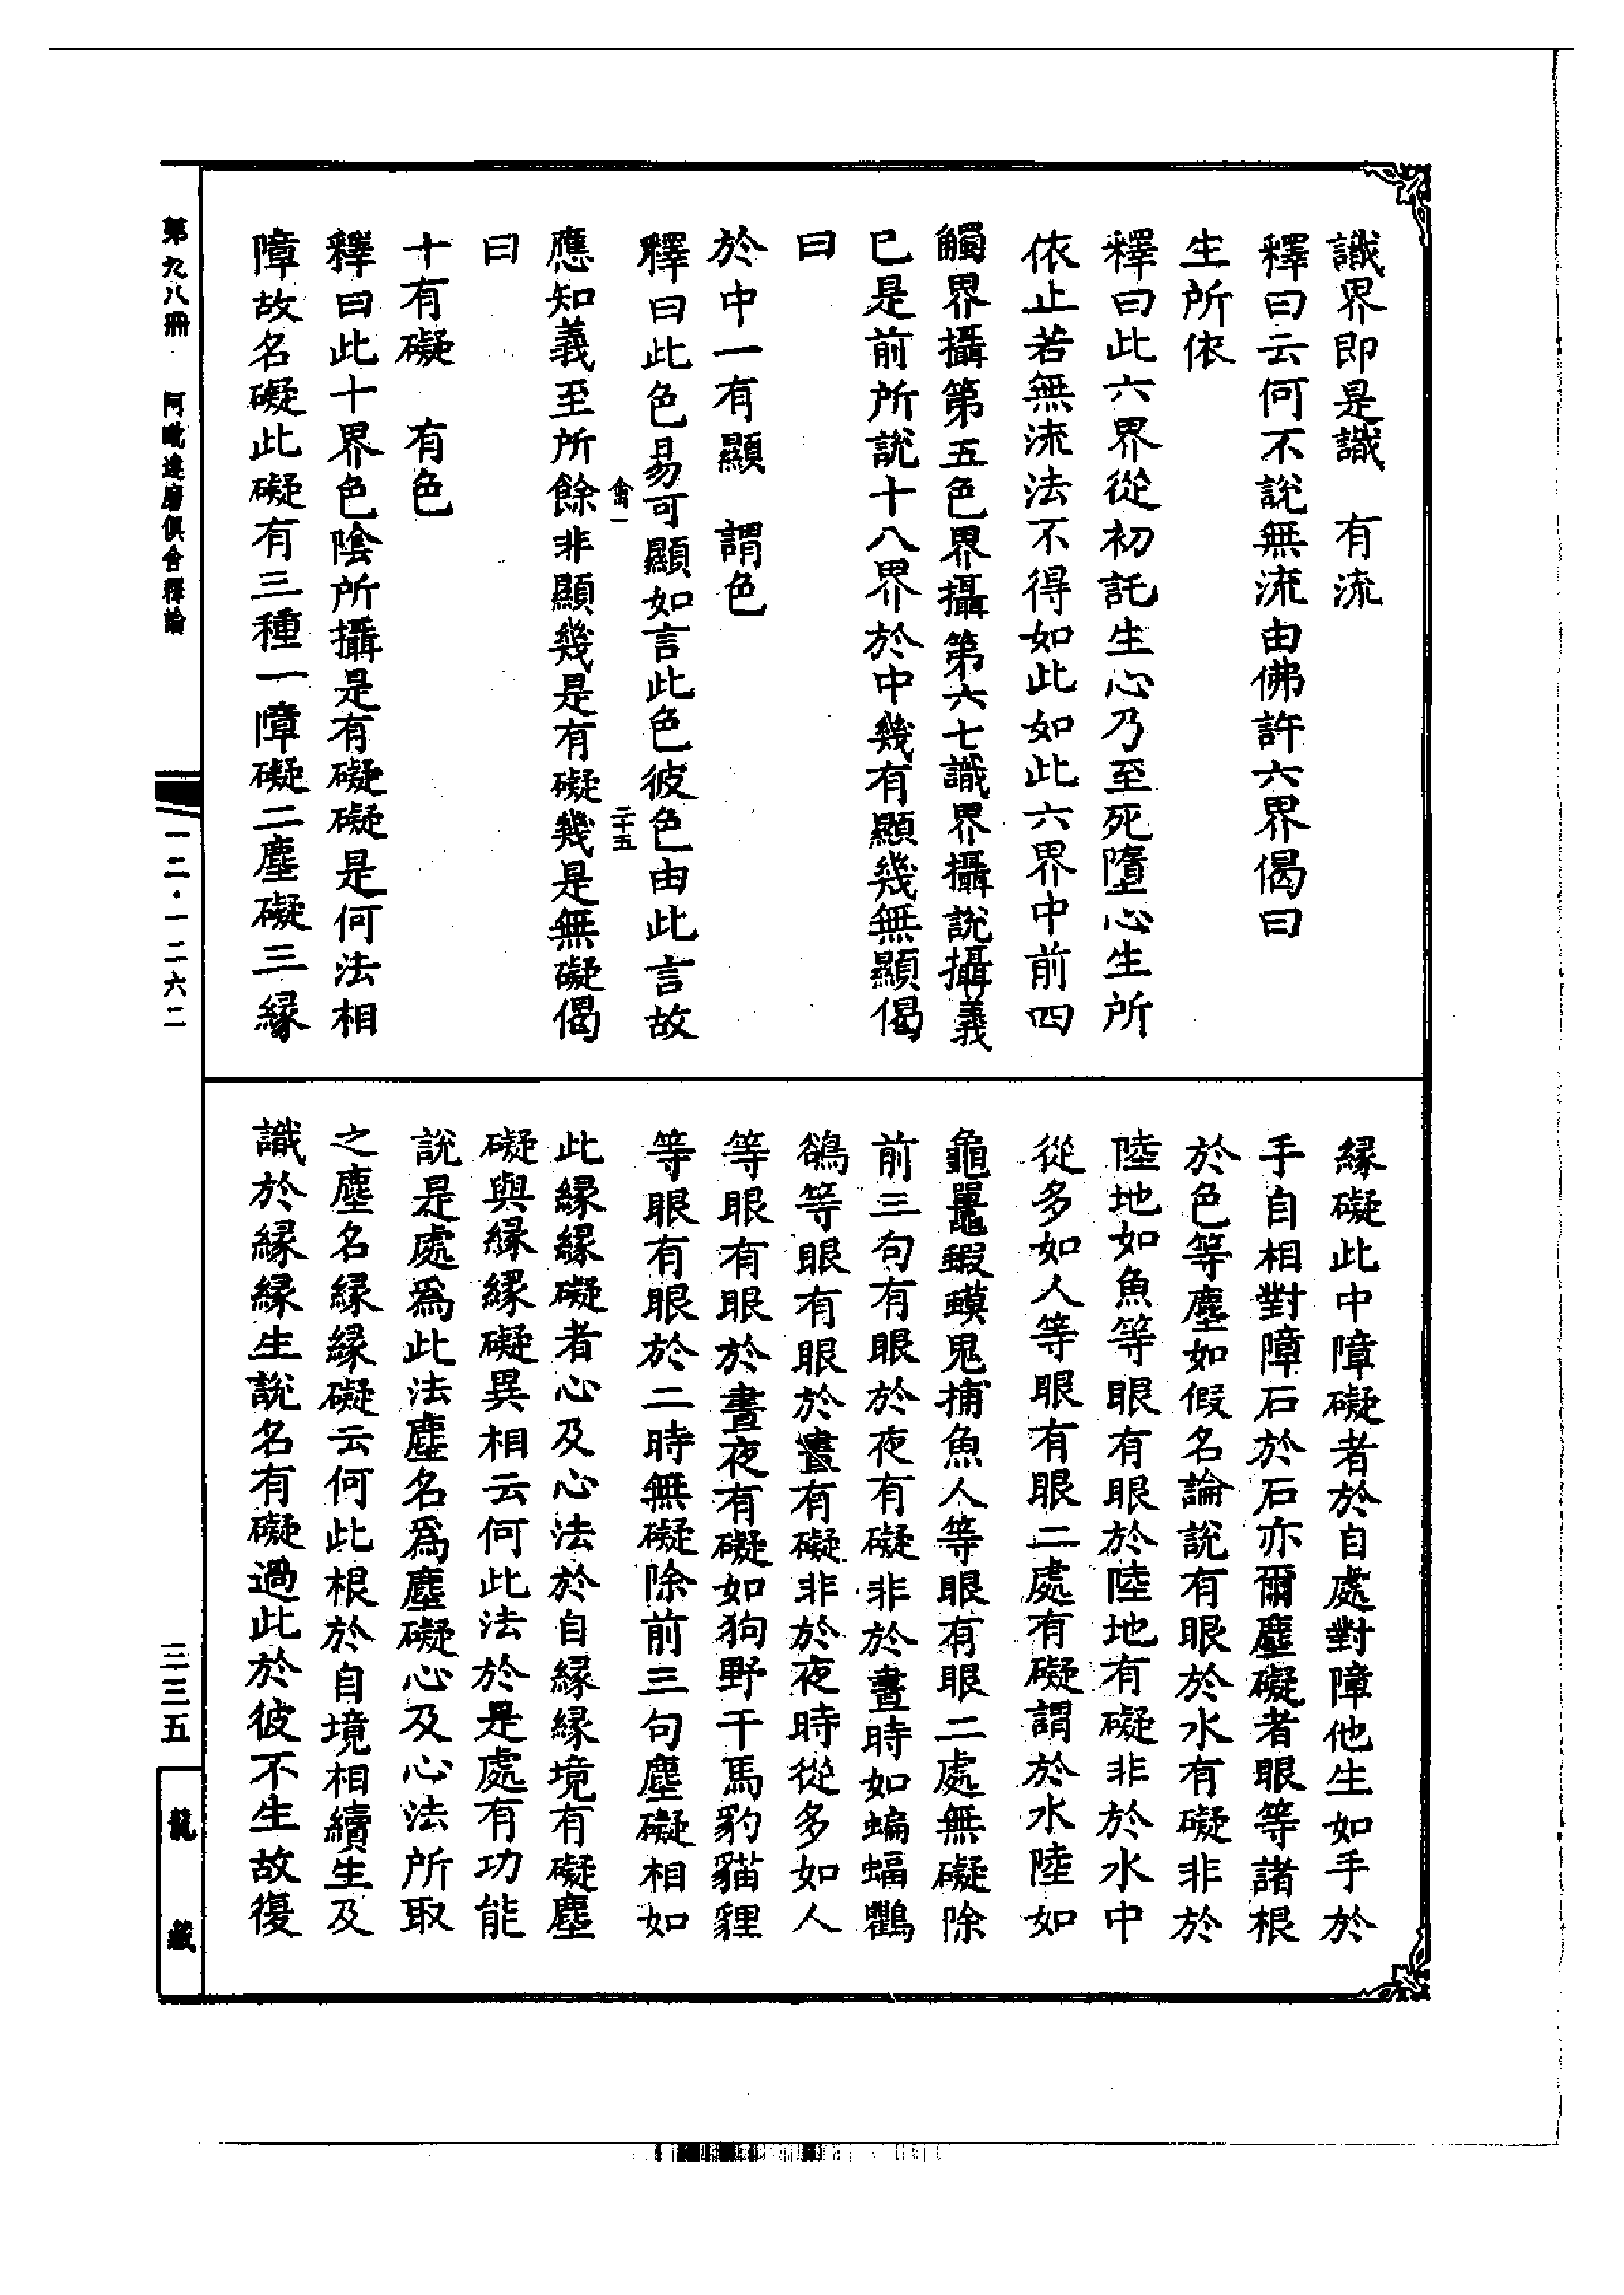 識界即是識　有流
釋曰云何不說無流由佛許六界偈曰
生所依
釋曰此六界從初託生心乃至死墮心生所
依止若無流法不得如此如此六界中前四
觸界攝第五色界攝第六七識界攝說攝義
已是前所說十八界於中幾有顯幾無顯偈
曰
於中一有顯　謂色
釋曰此色易可顯如言此色彼色由此言故
禽一　二十五
應知義至所餘非顯幾是有礙幾是無礙偈
曰
十有礙　有色
釋曰此十界色陰所攝是有礙礙是何法相
障故名礙此礙有三種一障礙二塵礙三緣
緣礙此中障礙者於自處對障他生如手於
手自相對障石於石亦爾塵礙者眼等諸根
於色等塵如假名論說有眼於水有礙非於
陸地如魚等眼有眼於陸地有礙非於水中
從多如人等眼有眼二處有礙謂於水陸如
龜鼉蝦蟆鬼捕魚人等眼有眼二處無礙除
前三句有眼於夜有礙非於晝時如蝙蝠鸜
鵒等眼有眼於晝有礙非於夜時從多如人
等眼有眼於晝夜有礙如狗野干馬豹貓貍
等眼有眼於二時無礙除前三句塵礙相如
此緣緣礙者心及心法於自緣緣境有礙塵
礙與緣緣礙異相云何此法於是處有功能
說是處爲此法塵名爲塵礙心及心法所取
之塵名緣緣礙云何此根於自境相續生及
識於緣緣生說名有礙過此於彼不生故復
第九八冊　阿毗達磨俱舍釋論
一二·一二六二
三三五
龍藏